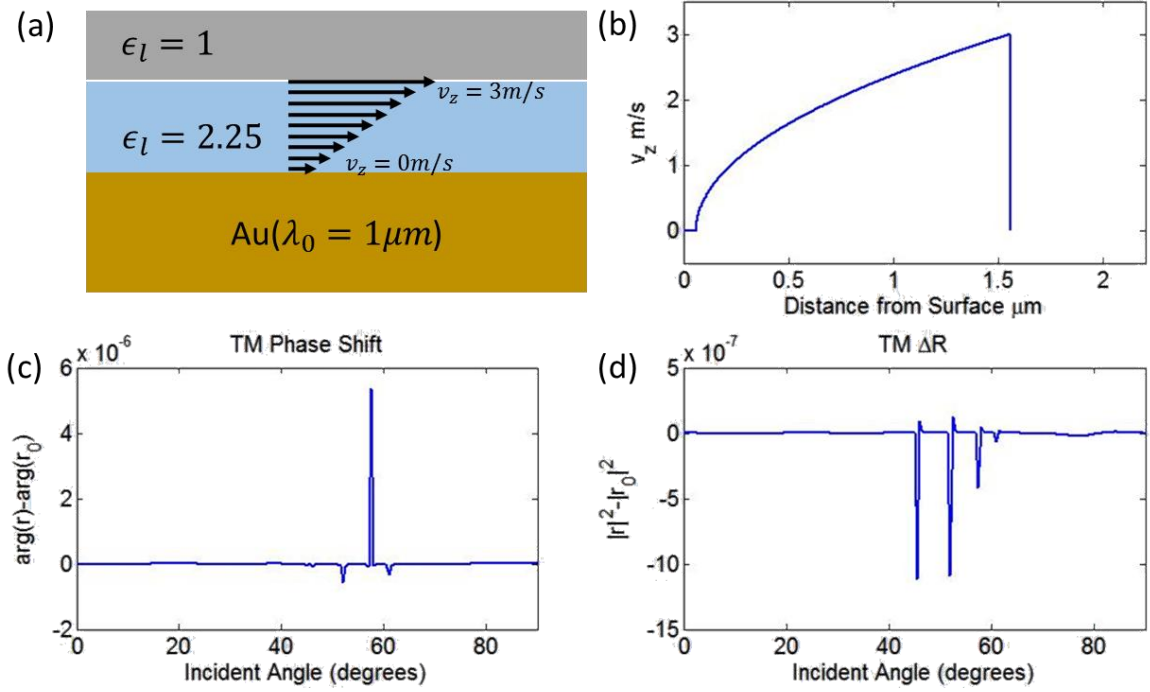 (a)
ϵₗ = 1
v_z = 3m/s
ϵₗ = 2.25
v_z = 0m/s
Au(λ₀ = 1μm)
(b)
v_z m/s
3
2
1
0
0 0.5 1 1.5 2
Distance from Surface μm
(c)
TM Phase Shift
x 10⁻⁶
arg(r)-arg(r₀)
6
4
2
0
-2
0 20 40 60 80
Incident Angle (degrees)
(d)
TM ΔR
x 10⁻⁷
|r|²-|r₀|²
5
0
-5
-10
-15
0 20 40 60 80
Incident Angle (degrees)